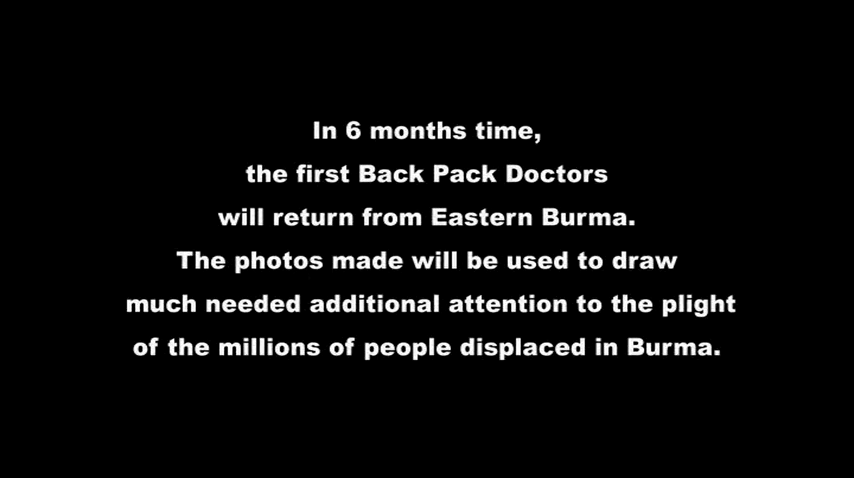 In 6 months time,
the first Back Pack Doctors
will return from Eastern Burma.
The photos made will be used to draw
much needed additional attention to the plight
of the millions of people displaced in Burma.